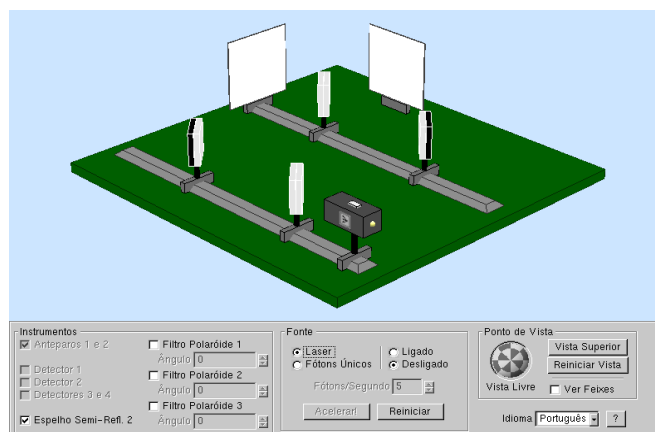 Instrumentos
Anteparos 1 e 2
Detector 1
Detector 2
Detectores 3 e 4
Espelho Semi-Refl. 2
Filtro Polaróide 1
Ângulo 0
Filtro Polaróide 2
Ângulo 0
Filtro Polaróide 3
Ângulo 0
Fonte
Laser
Fótons Únicos
Ligado
Desligado
Fótons/Segundo 5
Acelerar!
Reiniciar
Ponto de Vista
Vista Livre
Vista Superior
Reiniciar Vista
Ver Feixes
Idioma Português ?